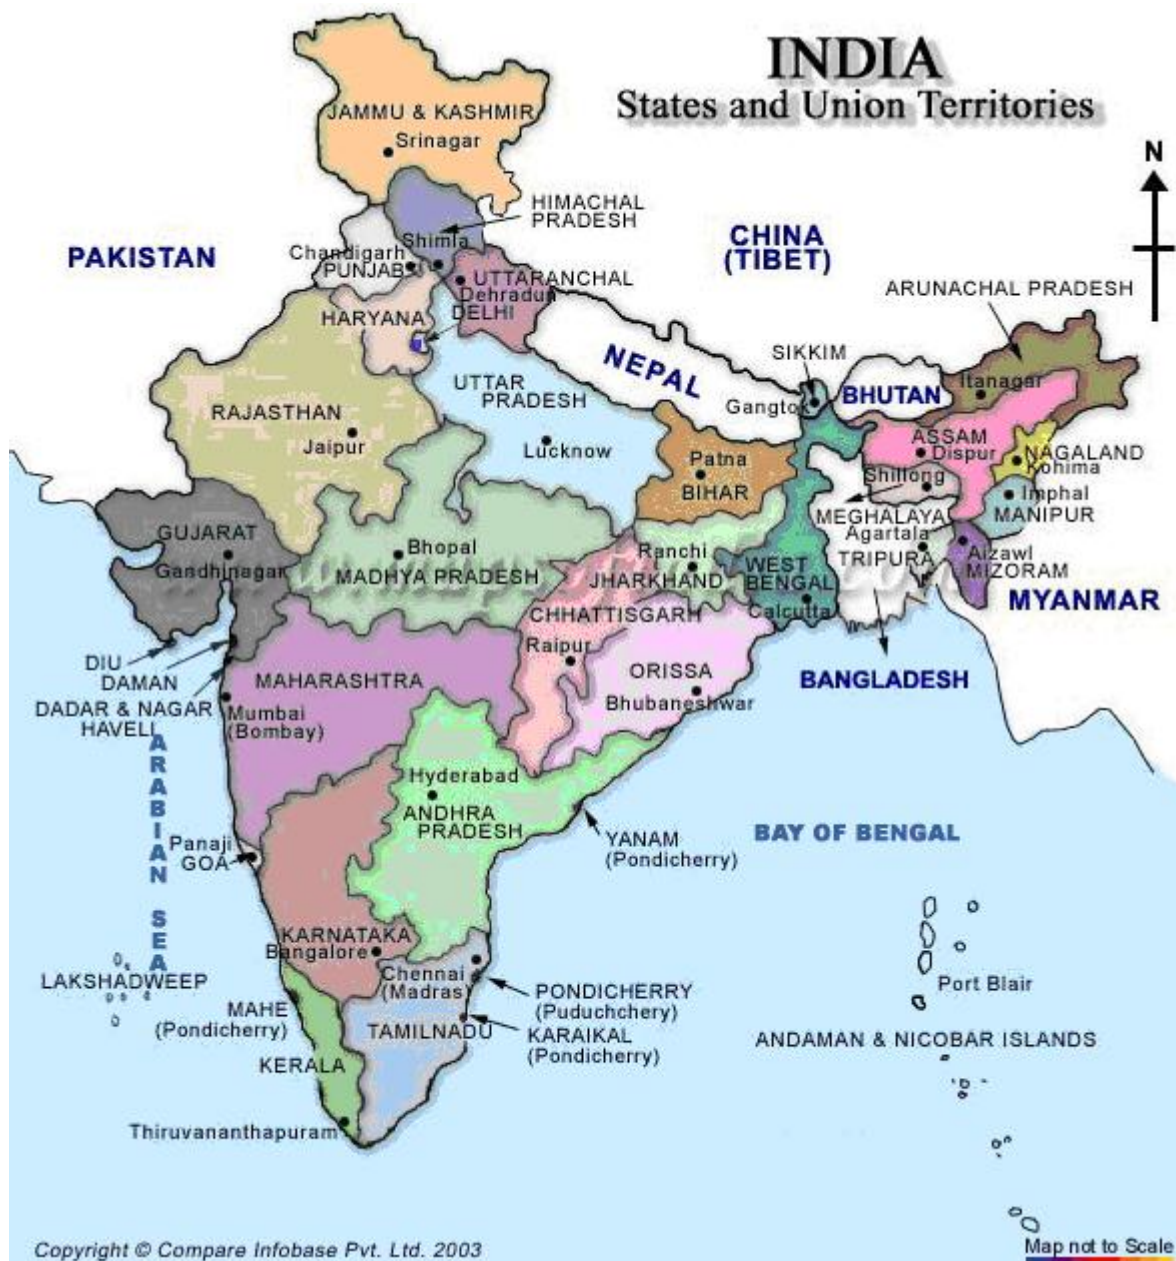 INDIA
States and Union Territories
N
JAMMU & KASHMIR
Srinagar
HIMACHAL
PRADESH
Shimla
CHINA
(TIBET)
PAKISTAN
Chandigarh
PUNJAB
UTTARANCHAL
Dehradun
DELHI
HARYANA
ARUNACHAL PRADESH
SIKKIM
NEPAL
BHUTAN
Itanagar
Gangtok
UTTAR
PRADESH
Lucknow
RAJASTHAN
Jaipur
ASSAM
Dispur
NAGALAND
Kohima
Shillong
Patna
BIHAR
Imphal
MANIPUR
MEGHALAYA
Agartala
TRIPURA
Aizawl
MIZORAM
GUJARAT
Gandhinagar
Bhopal
MADHYA PRADESH
Ranchi
JHARKHAND
WEST
BENGAL
Calcutta
MYANMAR
CHHATTISGARH
Raipur
ORISSA
Bhubaneshwar
BANGLADESH
DIU
DAMAN
DADAR & NAGAR
HAVELI
MAHARASHTRA
Mumbai
(Bombay)
ARABIAN SEA
Hyderabad
ANDHRA
PRADESH
YANAM
(Pondicherry)
BAY OF BENGAL
Panaji
GOA
KARNATAKA
Bangalore
Chennai
(Madras)
LAKSHADWEEP
PONDICHERRY
(Puduchchery)
Port Blair
MAHE
(Pondicherry)
TAMILNADU
KARAIKAL
(Pondicherry)
ANDAMAN & NICOBAR ISLANDS
KERALA
Thiruvananthapuram
Copyright © Compare Infobase Pvt. Ltd. 2003
Map not to Scale